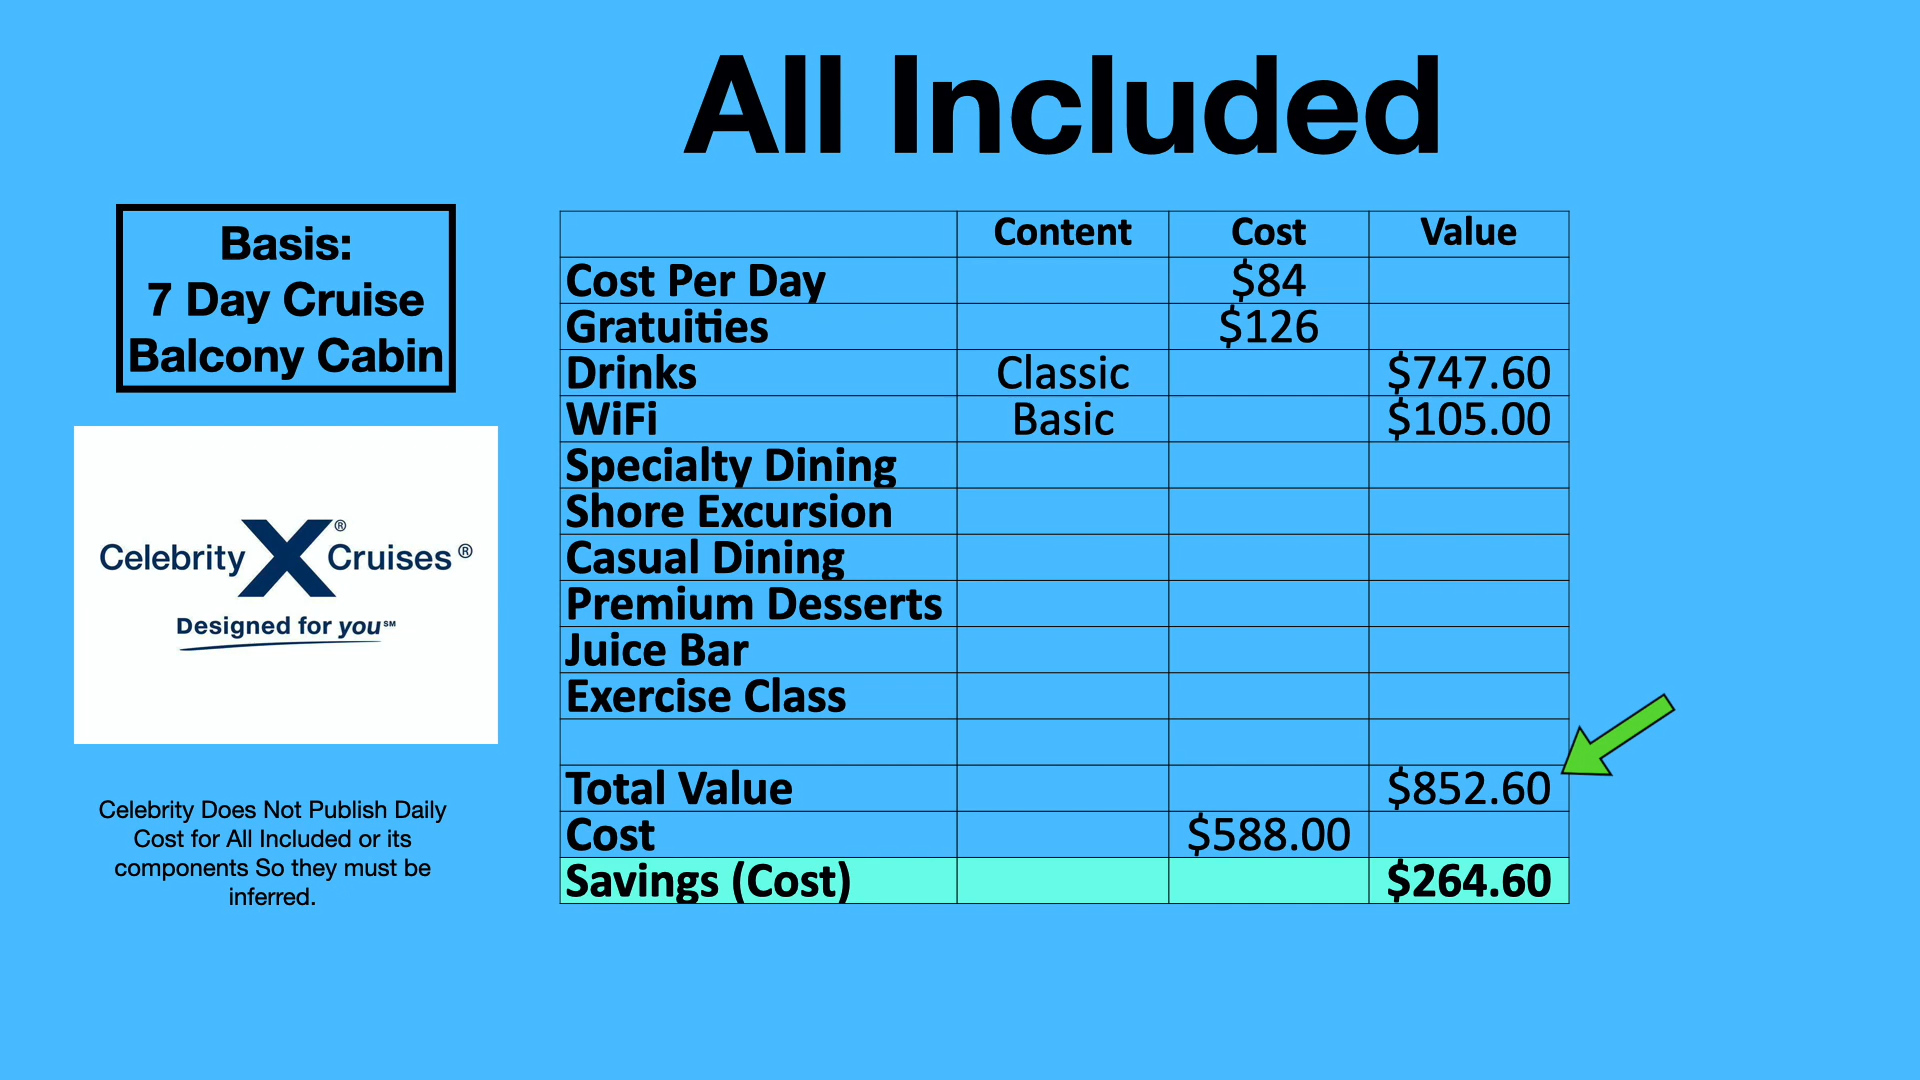 All Included
Basis:
7 Day Cruise
Balcony Cabin
Celebrity X® Cruises®
Designed for you℠
Celebrity Does Not Publish Daily
Cost for All Included or its
components So they must be
inferred.
Content Cost Value
Cost Per Day $84
Gratuities $126
Drinks Classic $747.60
WiFi Basic $105.00
Specialty Dining
Shore Excursion
Casual Dining
Premium Desserts
Juice Bar
Exercise Class
Total Value $852.60
Cost $588.00
Savings (Cost) $264.60